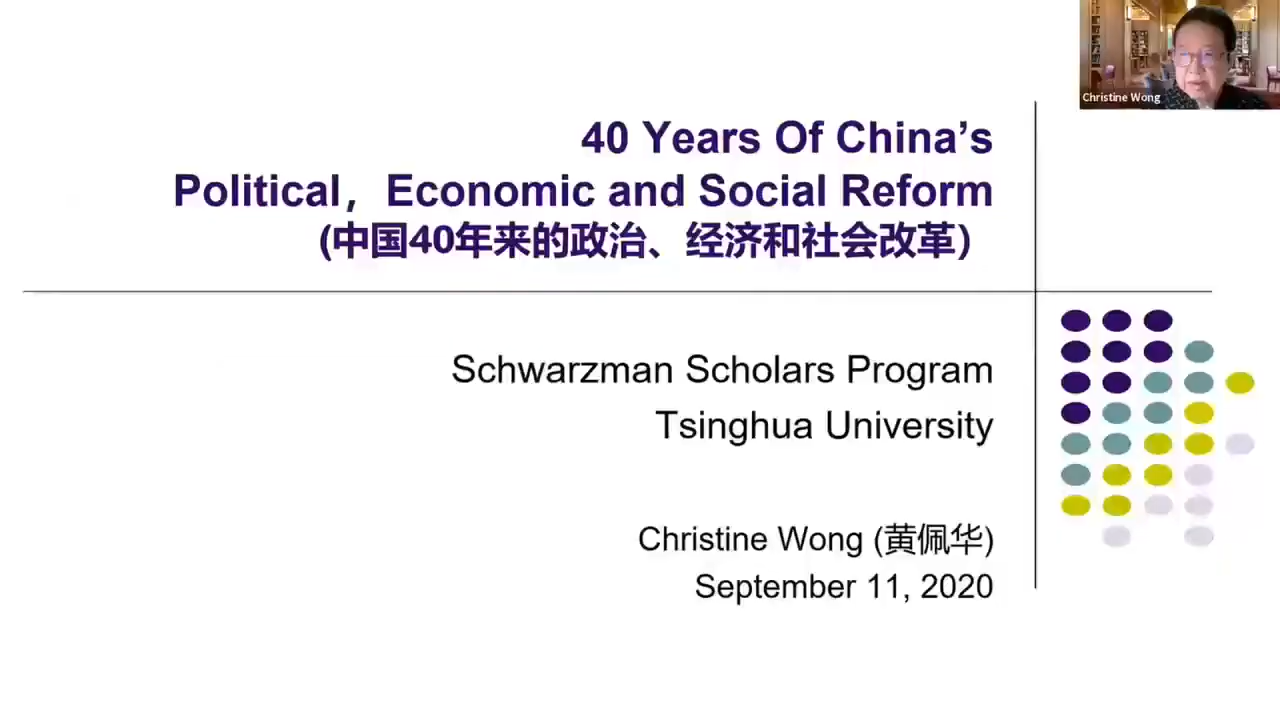 Christine Wong
40 Years Of China’s
Political，Economic and Social Reform
(中国40年来的政治、经济和社会改革）
Schwarzman Scholars Program
Tsinghua University
Christine Wong (黄佩华)
September 11, 2020